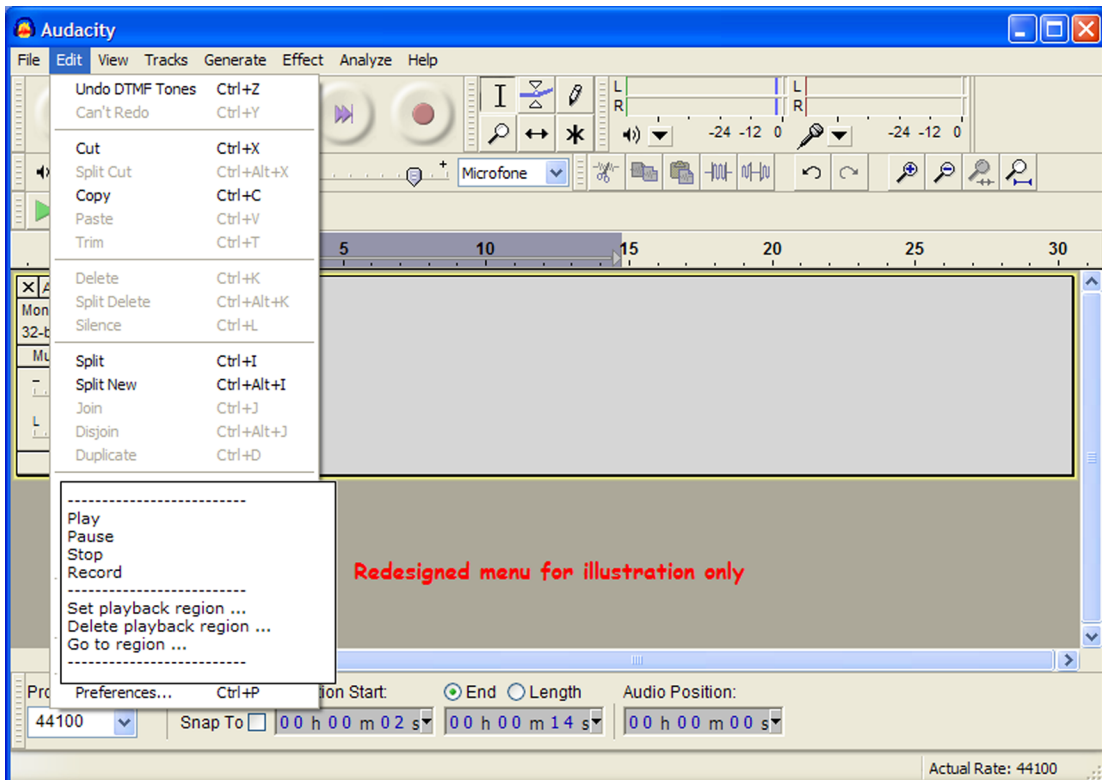 Audacity
File Edit View Tracks Generate Effect Analyze Help
Undo DTMF Tones Ctrl+Z
Can't Redo Ctrl+Y
Cut Ctrl+X
Split Cut Ctrl+Alt+X
Copy Ctrl+C
Paste Ctrl+V
Trim Ctrl+T
Delete Ctrl+K
Split Delete Ctrl+Alt+K
Silence Ctrl+L
Split Ctrl+I
Split New Ctrl+Alt+I
Join Ctrl+J
Disjoin Ctrl+Alt+J
Duplicate Ctrl+D
--------------------------
Play
Pause
Stop
Record
--------------------------
Set playback region ...
Delete playback region ...
Go to region ...
--------------------------
Preferences... Ctrl+P
L
R
-24 -12 0
L
R
-24 -12 0
Microfone
5 10 15 20 25 30
X
Mon
32-b
Mu
L
Redesigned menu for illustration only
Start: End Length Audio Position:
44100 Snap To 00 h 00 m 02 s 00 h 00 m 14 s 00 h 00 m 00 s
Actual Rate: 44100